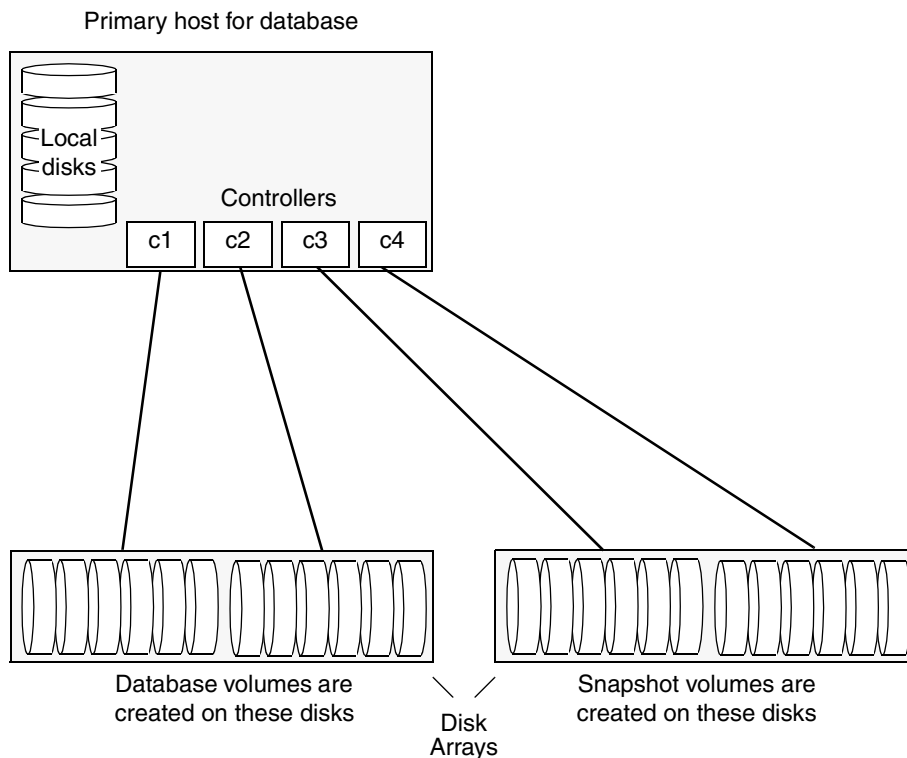 Primary host for database
Local
disks
Controllers
c1
c2
c3
c4
Database volumes are
created on these disks
Snapshot volumes are
created on these disks
Disk
Arrays